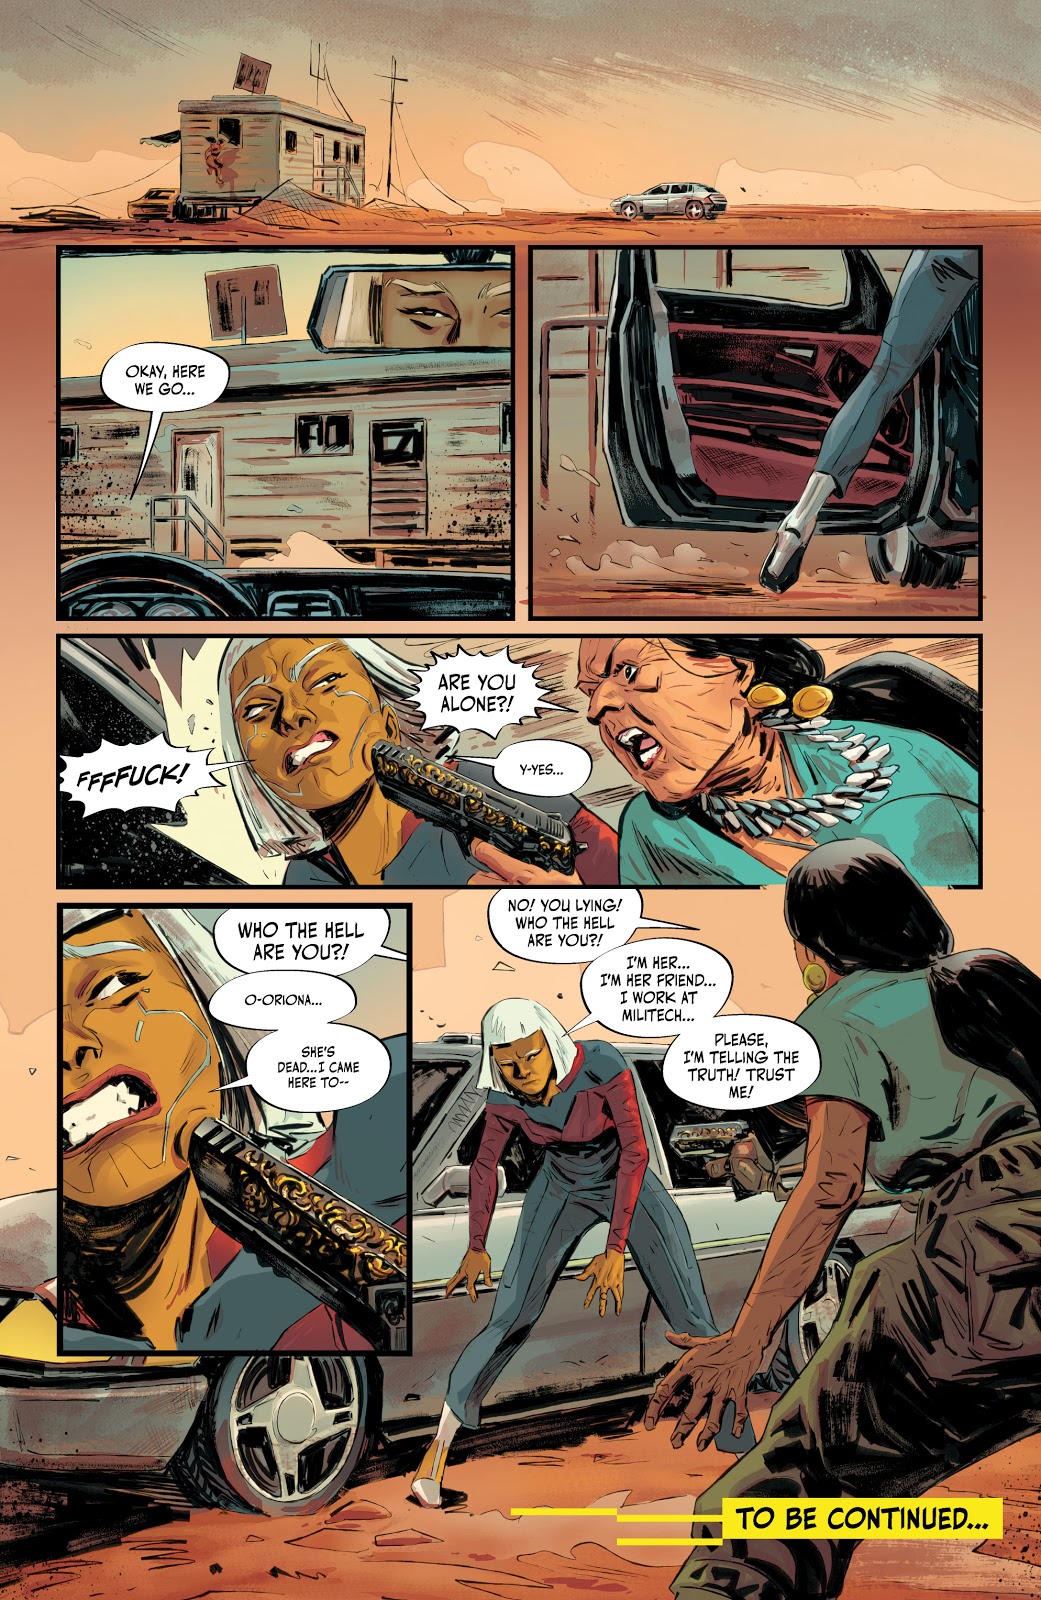 OKAY, HERE
WE GO...
FFFFUCK!
ARE YOU
ALONE?!
Y-YES...
WHO THE HELL
ARE YOU?!
O-ORIONA...
SHE'S
DEAD...I CAME
HERE TO--
NO! YOU LYING!
WHO THE HELL
ARE YOU?!
I'M HER...
I'M HER FRIEND...
I WORK AT
MILITECH...
PLEASE,
I'M TELLING THE
TRUTH! TRUST
ME!
TO BE CONTINUED...